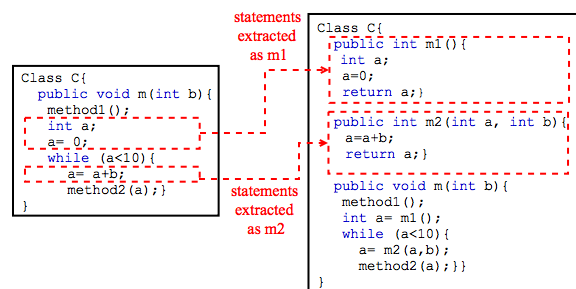 statements
extracted
as m1
Class C{
public void m(int b){
method1();
int a;
a= 0;
while (a<10){
a= a+b;
method2(a);}
}
statements
extracted
as m2
Class C{
public int m1(){
int a;
a=0;
return a;}
public int m2(int a, int b){
a=a+b;
return a;}
public void m(int b){
method1();
int a= m1();
while (a<10){
a= m2(a,b);
method2(a);}}
}